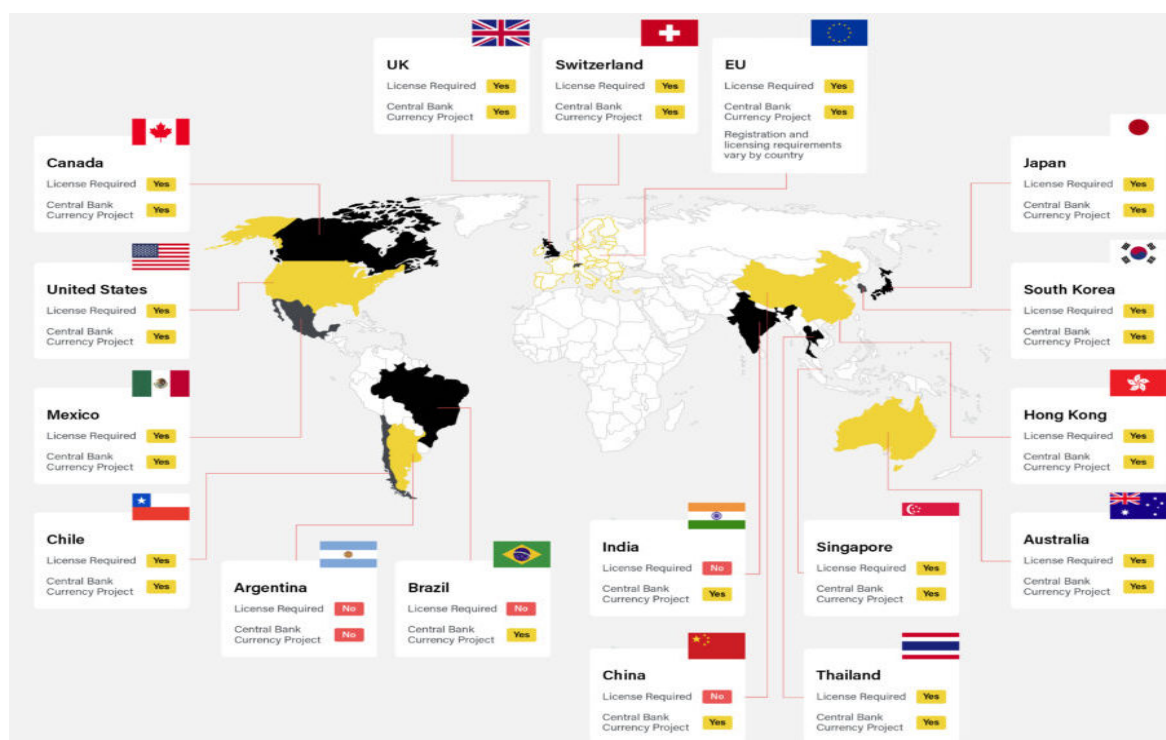 UK
License Required Yes
Central Bank
Currency Project Yes
Switzerland
License Required Yes
Central Bank
Currency Project Yes
EU
License Required Yes
Central Bank
Currency Project Yes
Registration and
licensing requirements
vary by country
Canada
License Required Yes
Central Bank
Currency Project Yes
Japan
License Required Yes
Central Bank
Currency Project Yes
United States
License Required Yes
Central Bank
Currency Project Yes
South Korea
License Required Yes
Central Bank
Currency Project Yes
Mexico
License Required Yes
Central Bank
Currency Project Yes
Hong Kong
License Required Yes
Central Bank
Currency Project Yes
Chile
License Required Yes
Central Bank
Currency Project Yes
Argentina
License Required No
Central Bank
Currency Project No
Brazil
License Required No
Central Bank
Currency Project Yes
India
License Required No
Central Bank
Currency Project Yes
Singapore
License Required Yes
Central Bank
Currency Project Yes
Australia
License Required Yes
Central Bank
Currency Project Yes
China
License Required No
Central Bank
Currency Project Yes
Thailand
License Required Yes
Central Bank
Currency Project Yes